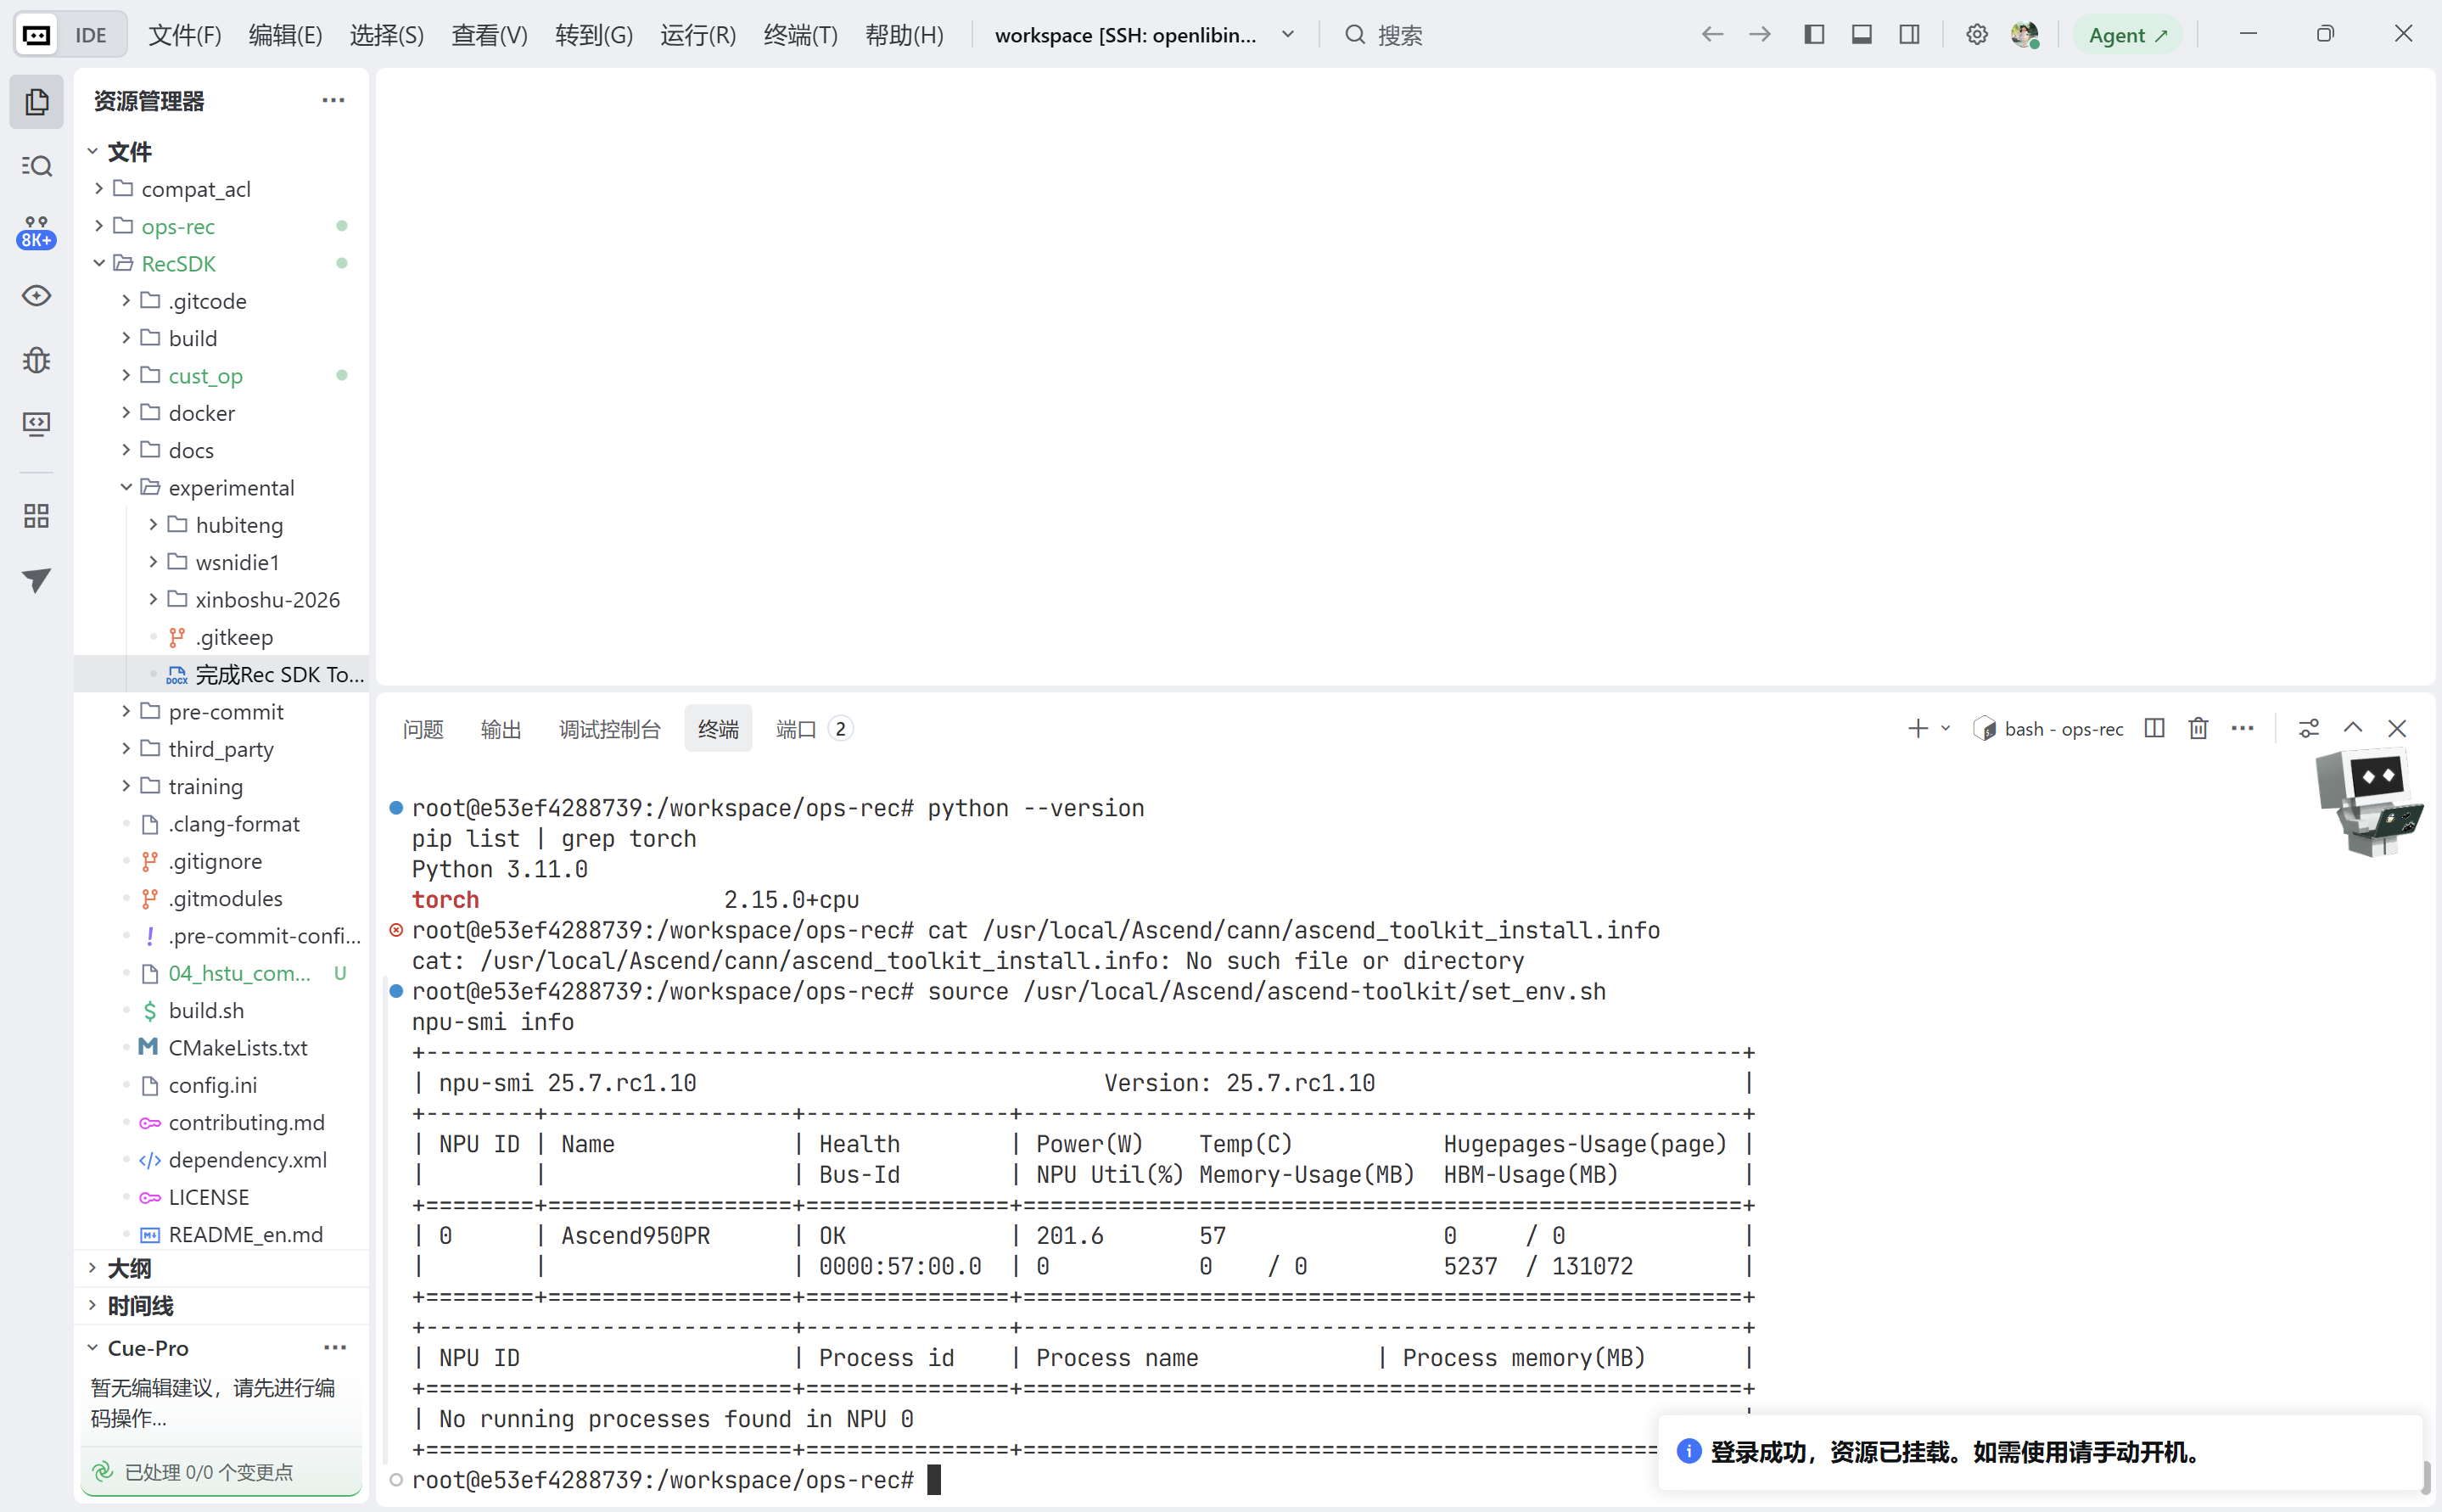 IDE 文件(F) 编辑(E) 选择(S) 查看(V) 转到(G) 运行(R) 终端(T) 帮助(H) workspace [SSH: openlibin... 搜索 Agent ↗
8K+
资源管理器 ···
文件
compat_acl
ops-rec
RecSDK
.gitcode
build
cust_op
docker
docs
experimental
hubiteng
wsnidie1
xinboshu-2026
.gitkeep
完成Rec SDK To...
pre-commit
third_party
training
.clang-format
.gitignore
.gitmodules
.pre-commit-confi...
04_hstu_com... U
build.sh
CMakeLists.txt
config.ini
contributing.md
dependency.xml
LICENSE
README_en.md
大纲
时间线
Cue-Pro ···
暂无编辑建议，请先进行编
码操作...
已处理 0/0 个变更点
问题 输出 调试控制台 终端 端口 2 bash - ops-rec ···
root@e53ef4288739:/workspace/ops-rec# python --version
pip list | grep torch
Python 3.11.0
torch 2.15.0+cpu
root@e53ef4288739:/workspace/ops-rec# cat /usr/local/Ascend/cann/ascend_toolkit_install.info
cat: /usr/local/Ascend/cann/ascend_toolkit_install.info: No such file or directory
root@e53ef4288739:/workspace/ops-rec# source /usr/local/Ascend/ascend-toolkit/set_env.sh
npu-smi info
+-------------------------------------------------------------------------------------------------+
| npu-smi 25.7.rc1.10                              Version: 25.7.rc1.10                           |
+--------+------------------+---------------+-----------------------------------------------------+
| NPU ID | Name             | Health        | Power(W)    Temp(C)           Hugepages-Usage(page) |
|        |                  | Bus-Id        | NPU Util(%) Memory-Usage(MB)  HBM-Usage(MB)         |
+========+==================+===============+=====================================================+
| 0      | Ascend950PR      | OK            | 201.6       57                0     / 0             |
|        |                  | 0000:57:00.0  | 0           0    / 0          5237  / 131072        |
+========+==================+===============+=====================================================+
+---------------------------+---------------+-----------------------------------------------------+
| NPU ID                    | Process id    | Process name             | Process memory(MB)       |
+===========================+===============+=====================================================+
| No running processes found in NPU 0                                                             |
+===========================+===============+===============================================
root@e53ef4288739:/workspace/ops-rec#
登录成功，资源已挂载。如需使用请手动开机。